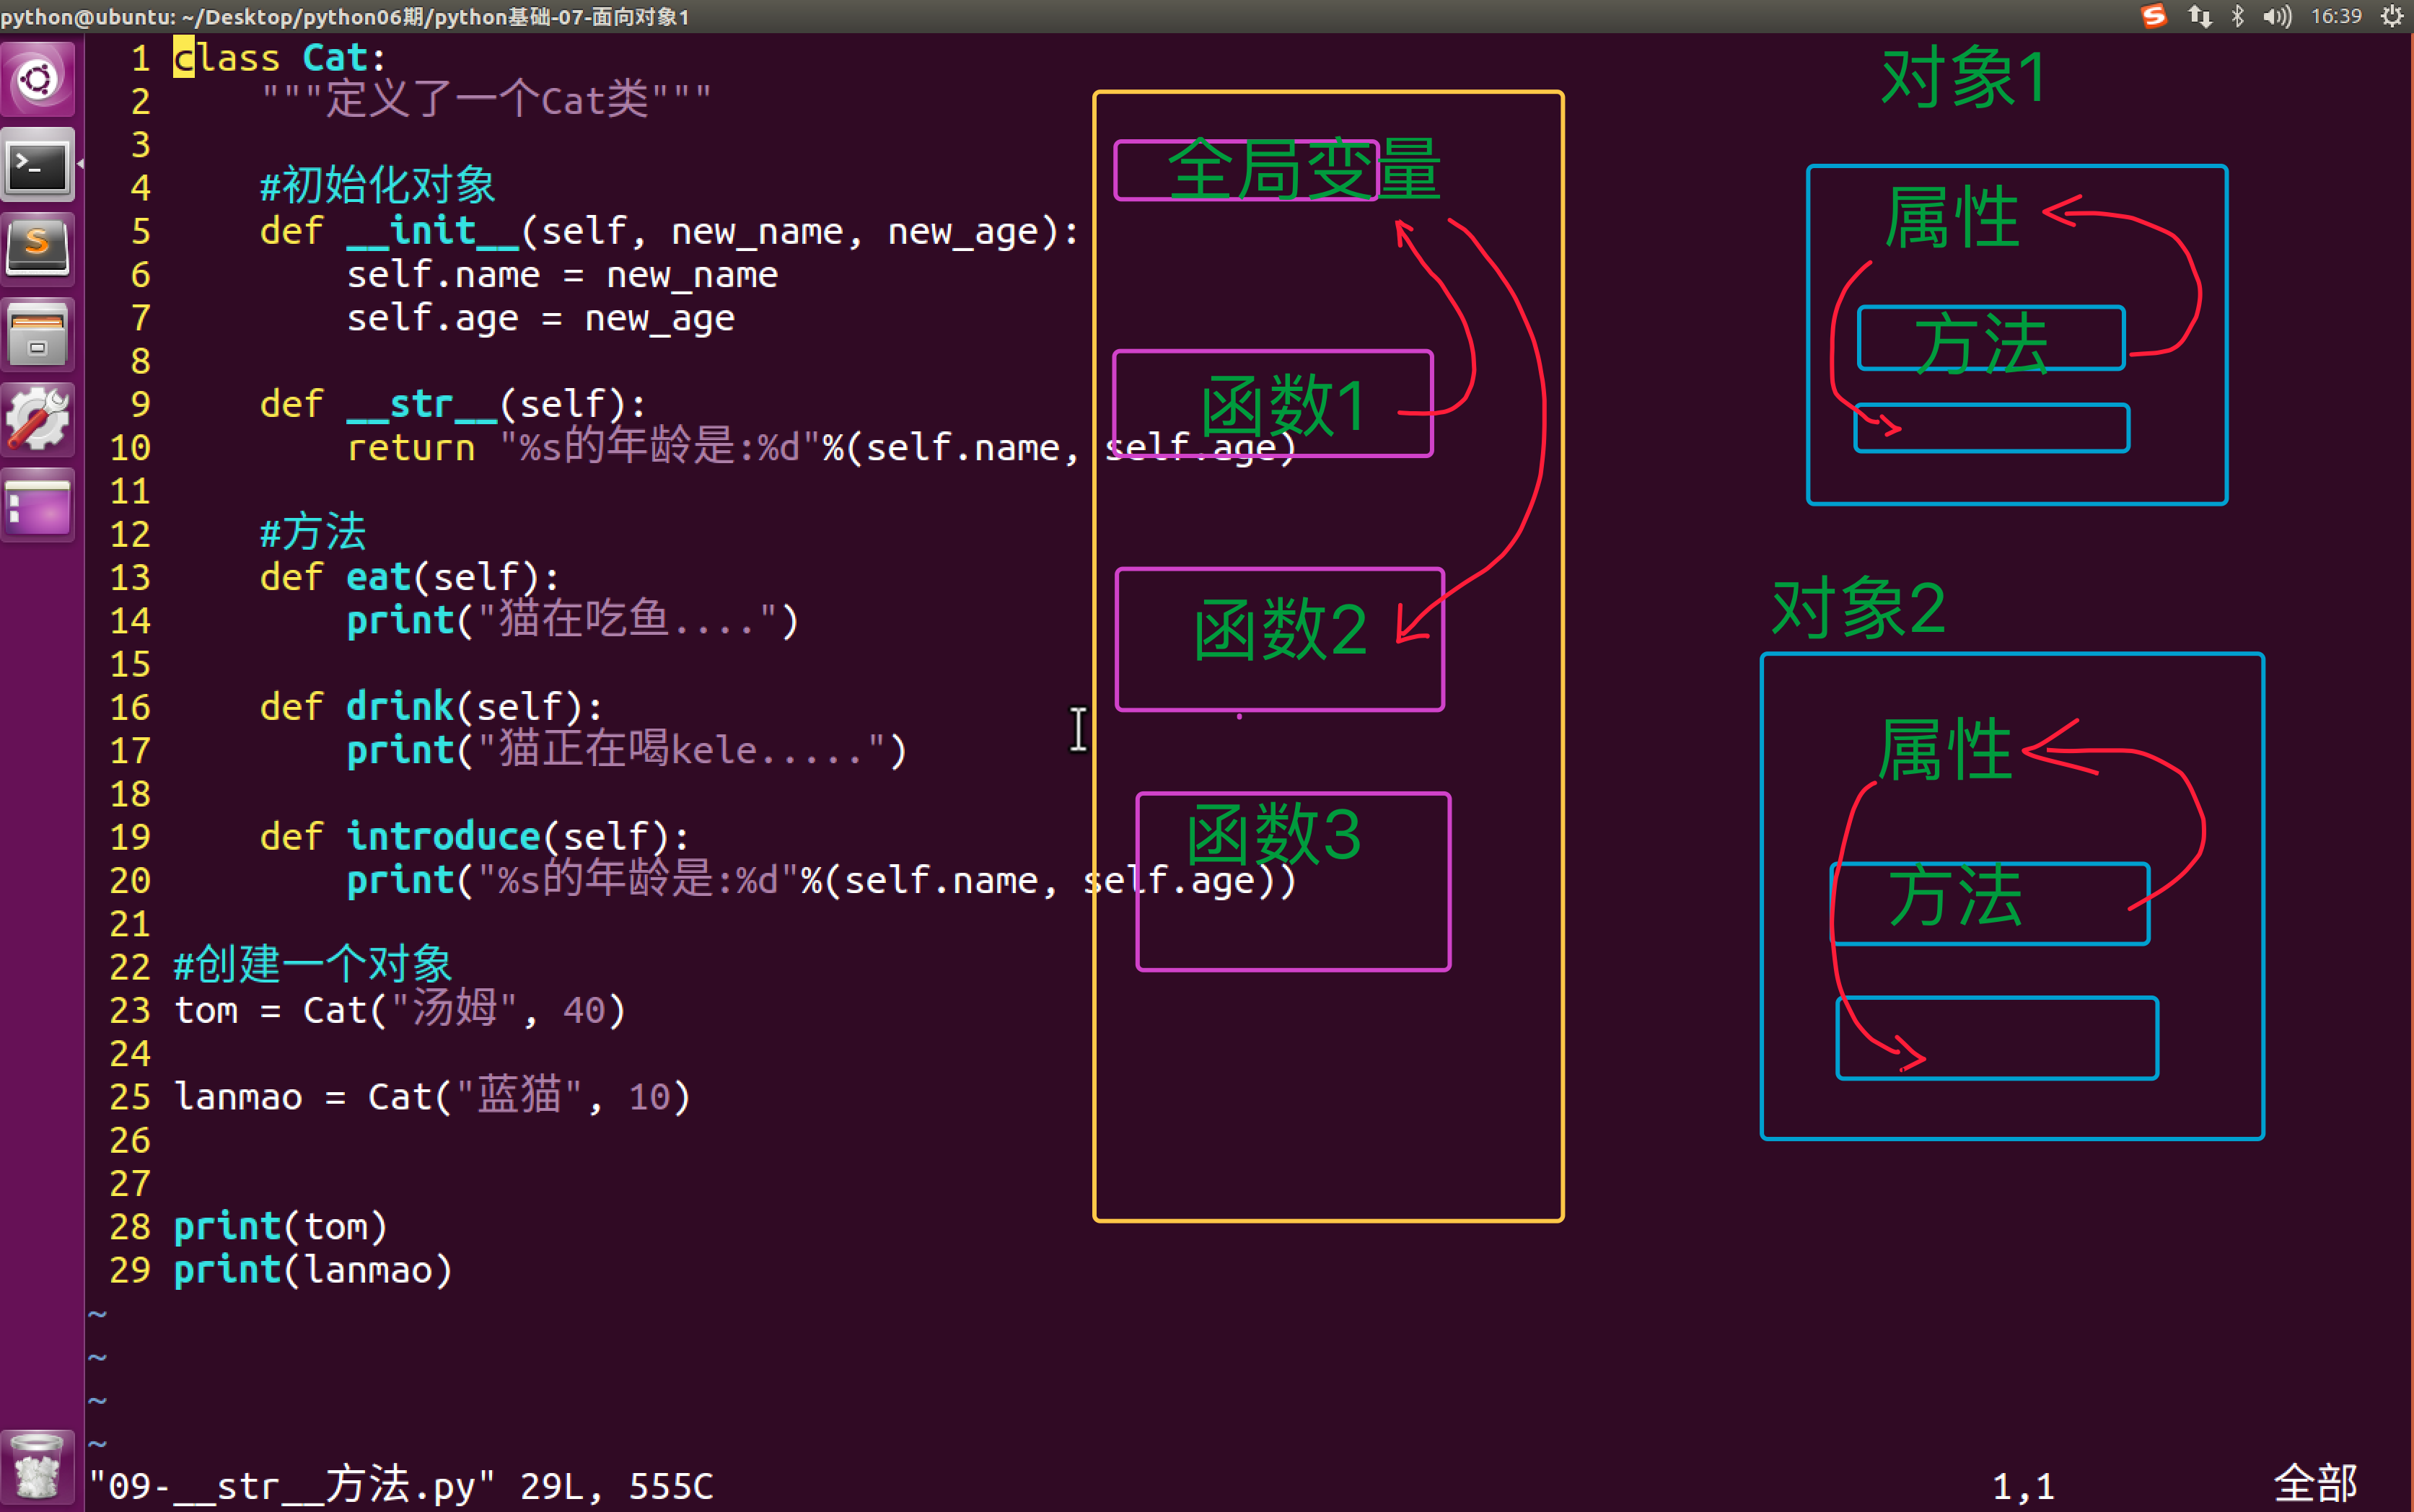 python@ubuntu: ~/Desktop/python06期/python基础-07-面向对象1
16:39
1 class Cat:
2     """定义了一个Cat类"""
3
4     #初始化对象
5     def __init__(self, new_name, new_age):
6         self.name = new_name
7         self.age = new_age
8
9     def __str__(self):
10         return "%s的年龄是:%d"%(self.name, self.age)
11
12     #方法
13     def eat(self):
14         print("猫在吃鱼....")
15
16     def drink(self):
17         print("猫正在喝kele.....")
18
19     def introduce(self):
20         print("%s的年龄是:%d"%(self.name, self.age))
21
22 #创建一个对象
23 tom = Cat("汤姆", 40)
24
25 lanmao = Cat("蓝猫", 10)
26
27
28 print(tom)
29 print(lanmao)
~
~
~
~
"09-__str__方法.py" 29L, 555C
1,1
全部
全局变量
函数1
函数2
函数3
对象1
属性
方法
对象2
属性
方法